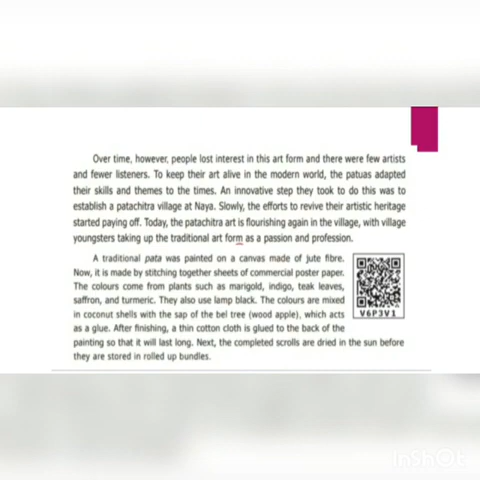 Over time, however, people lost interest in this art form and there were few artists
and fewer listeners. To keep their art alive in the modern world, the patuas adapted
their skills and themes to the times. An innovative step they took to do this was to
establish a patachitra village at Naya. Slowly, the efforts to revive their artistic heritage
started paying off. Today, the patachitra art is flourishing again in the village, with village
youngsters taking up the traditional art form as a passion and profession.
A traditional pata was painted on a canvas made of jute fibre.
Now, it is made by stitching together sheets of commercial poster paper.
The colours come from plants such as marigold, indigo, teak leaves,
saffron, and turmeric. They also use lamp black. The colours are mixed
in coconut shells with the sap of the bel tree (wood apple), which acts
as a glue. After finishing, a thin cotton cloth is glued to the back of the
painting so that it will last long. Next, the completed scrolls are dried in the sun before
they are stored in rolled up bundles.
V6P3V1
InShOt